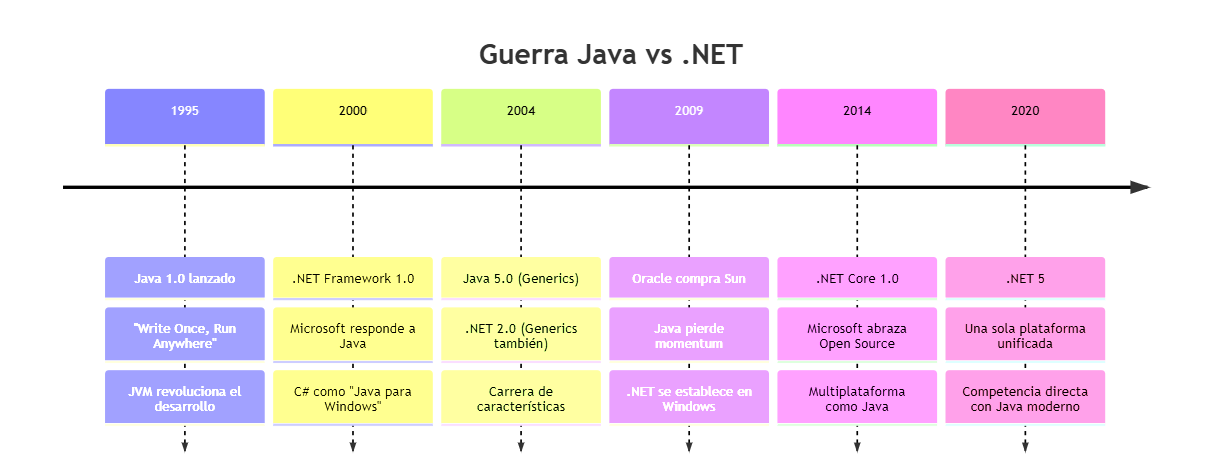 Guerra Java vs .NET
1995
2000
2004
2009
2014
2020
Java 1.0 lanzado
"Write Once, Run
Anywhere"
JVM revoluciona el
desarrollo
.NET Framework 1.0
Microsoft responde a
Java
C# como "Java para
Windows"
Java 5.0 (Generics)
.NET 2.0 (Generics
también)
Carrera de
características
Oracle compra Sun
Java pierde
momentum
.NET se establece en
Windows
.NET Core 1.0
Microsoft abraza
Open Source
Multiplataforma
como Java
.NET 5
Una sola plataforma
unificada
Competencia directa
con Java moderno